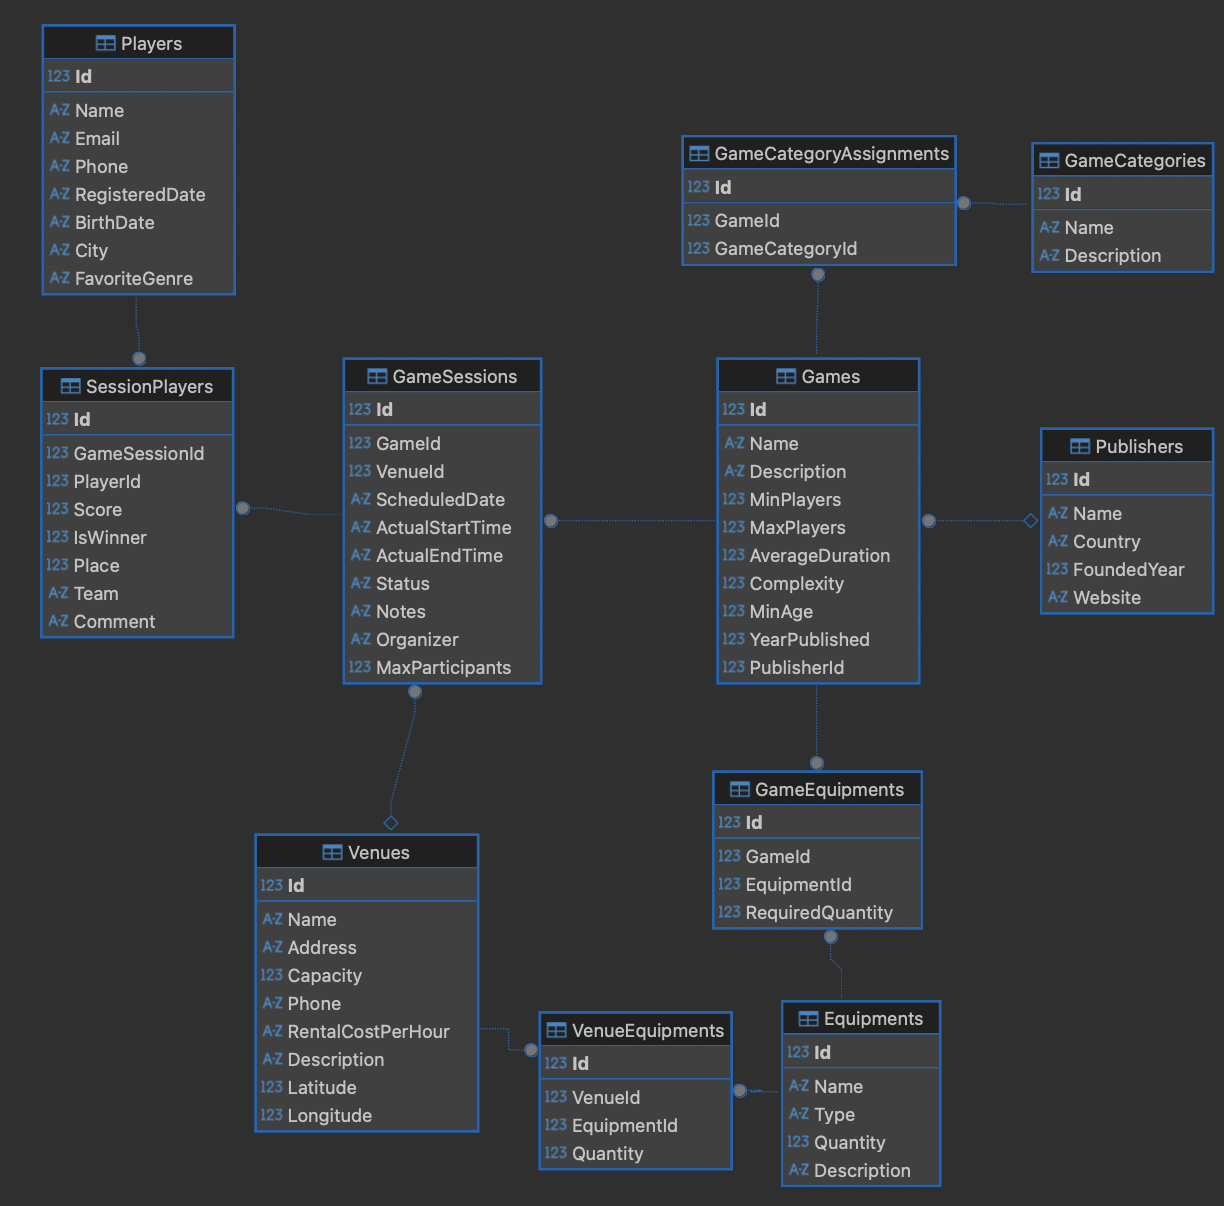 Players
123 Id
A-Z Name
A-Z Email
A-Z Phone
A-Z RegisteredDate
A-Z BirthDate
A-Z City
A-Z FavoriteGenre
GameCategoryAssignments
123 Id
123 GameId
123 GameCategoryId
GameCategories
123 Id
A-Z Name
A-Z Description
SessionPlayers
123 Id
123 GameSessionId
123 PlayerId
123 Score
123 IsWinner
123 Place
A-Z Team
A-Z Comment
GameSessions
123 Id
123 GameId
123 VenueId
A-Z ScheduledDate
A-Z ActualStartTime
A-Z ActualEndTime
A-Z Status
A-Z Notes
A-Z Organizer
123 MaxParticipants
Games
123 Id
A-Z Name
A-Z Description
123 MinPlayers
123 MaxPlayers
123 AverageDuration
123 Complexity
123 MinAge
123 YearPublished
123 PublisherId
Publishers
123 Id
A-Z Name
A-Z Country
123 FoundedYear
A-Z Website
GameEquipments
123 Id
123 GameId
123 EquipmentId
123 RequiredQuantity
Venues
123 Id
A-Z Name
A-Z Address
123 Capacity
A-Z Phone
A-Z RentalCostPerHour
A-Z Description
123 Latitude
123 Longitude
VenueEquipments
123 Id
123 VenueId
123 EquipmentId
123 Quantity
Equipments
123 Id
A-Z Name
A-Z Type
123 Quantity
A-Z Description